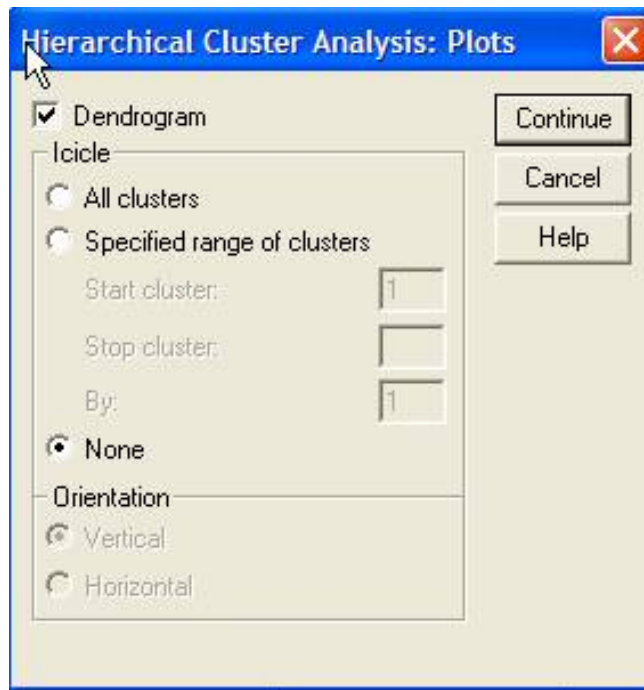 Hierarchical Cluster Analysis: Plots
Dendrogram
Continue
Icicle
Cancel
All clusters
Specified range of clusters
Help
Start cluster: 1
Stop cluster:
By: 1
None
Orientation
Vertical
Horizontal